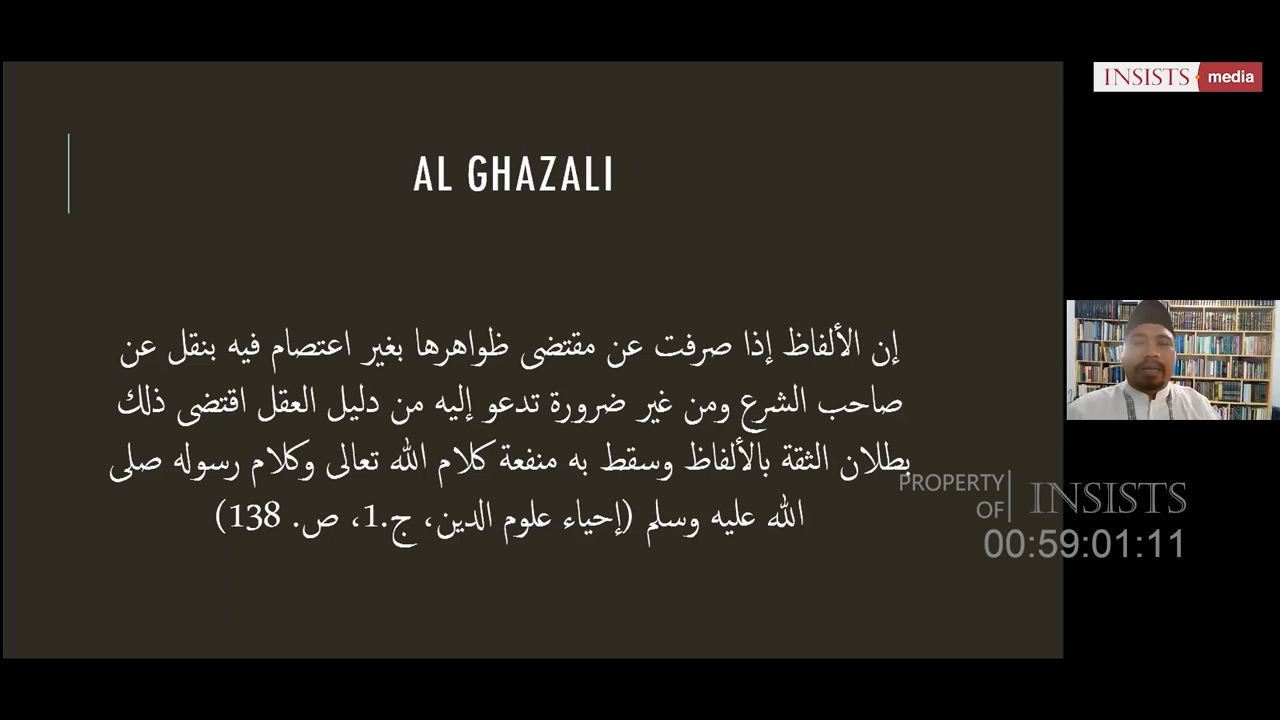 INSISTS media
AL GHAZALI
إن الألفاظ إذا صرفت عن مقتضى ظواهرها بغير اعتصام فيه بنقل عن
صاحب الشرع ومن غير ضرورة تدعو إليه من دليل العقل اقتضى ذلك
بطلان الثقة بالألفاظ وسقط به منفعة كلام الله تعالى وكلام رسوله صلى
الله عليه وسلم (إحياء علوم الدين، ج.1، ص. 138)
PROPERTY
OF INSISTS
00:59:01:11